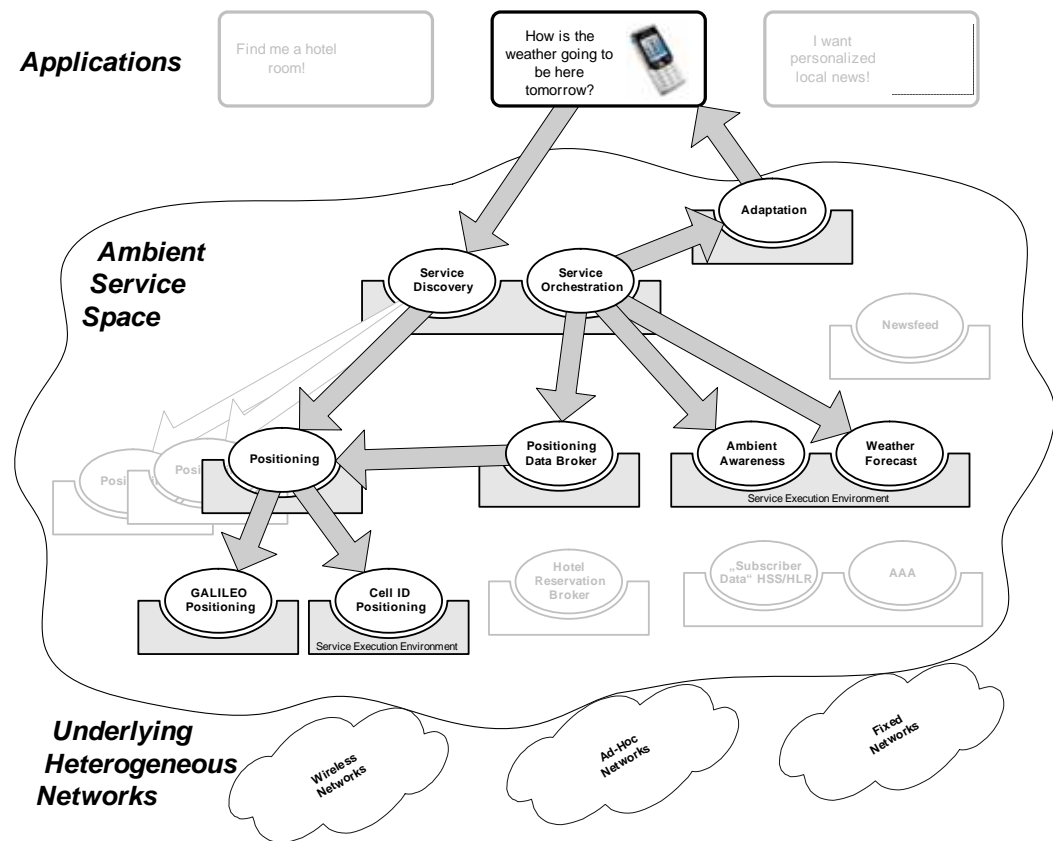 Applications
Find me a hotel
room!
How is the
weather going to
be here
tomorrow?
I want
personalized
local news!
Adaptation
Ambient
Service
Space
Service
Discovery
Service
Orchestration
Newsfeed
Positioning
Positioning
Data Broker
Ambient
Awareness
Weather
Forecast
Service Execution Environment
GALILEO
Positioning
Cell ID
Positioning
Service Execution Environment
Hotel
Reservation
Broker
„Subscriber
Data“ HSS/HLR
AAA
Underlying
Heterogeneous
Networks
Wireless
Networks
Ad-Hoc
Networks
Fixed
Networks